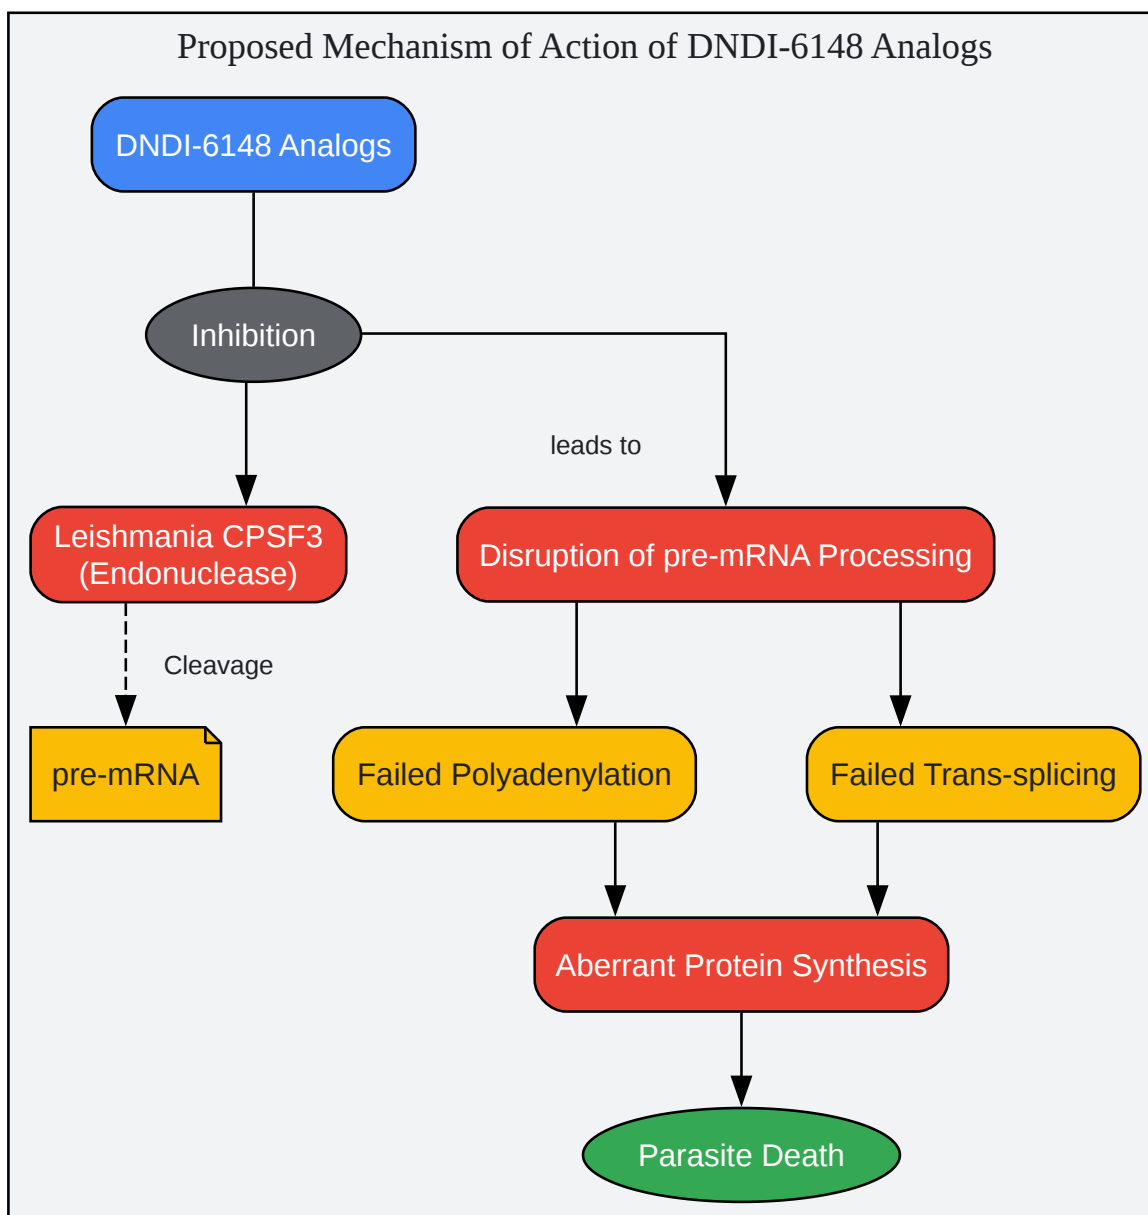 Proposed Mechanism of Action of DNDI-6148 Analogs
DNDI-6148 Analogs
Inhibition
leads to
Leishmania CPSF3
(Endonuclease)
Disruption of pre-mRNA Processing
Cleavage
pre-mRNA
Failed Polyadenylation
Failed Trans-splicing
Aberrant Protein Synthesis
Parasite Death